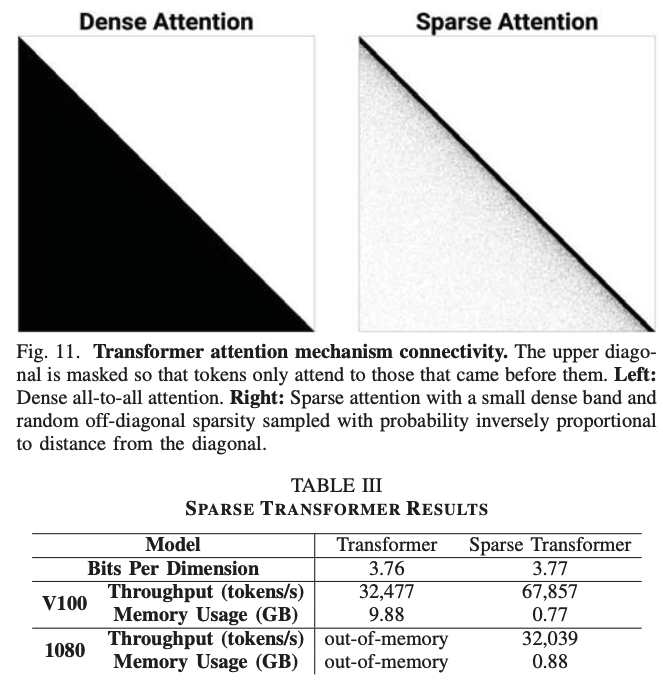 Dense Attention
Sparse Attention
Fig. 11. Transformer attention mechanism connectivity. The upper diago-
nal is masked so that tokens only attend to those that came before them. Left:
Dense all-to-all attention. Right: Sparse attention with a small dense band and
random off-diagonal sparsity sampled with probability inversely proportional
to distance from the diagonal.
TABLE III
SPARSE TRANSFORMER RESULTS
Model Transformer Sparse Transformer
Bits Per Dimension 3.76 3.77
V100 Throughput (tokens/s) 32,477 67,857
Memory Usage (GB) 9.88 0.77
1080 Throughput (tokens/s) out-of-memory 32,039
Memory Usage (GB) out-of-memory 0.88